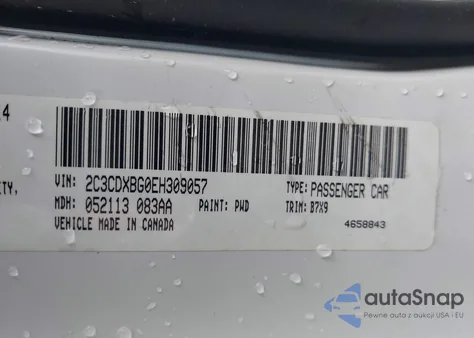 .4
ITY,
VIN: 2C3CDXBG0EH309057 TYPE: PASSENGER CAR
MDH: 052113 083AA PAINT: PWD TRIM: B7X9
VEHICLE MADE IN CANADA 4658843
autoSnap
Pewne auta z aukcji USA i EU